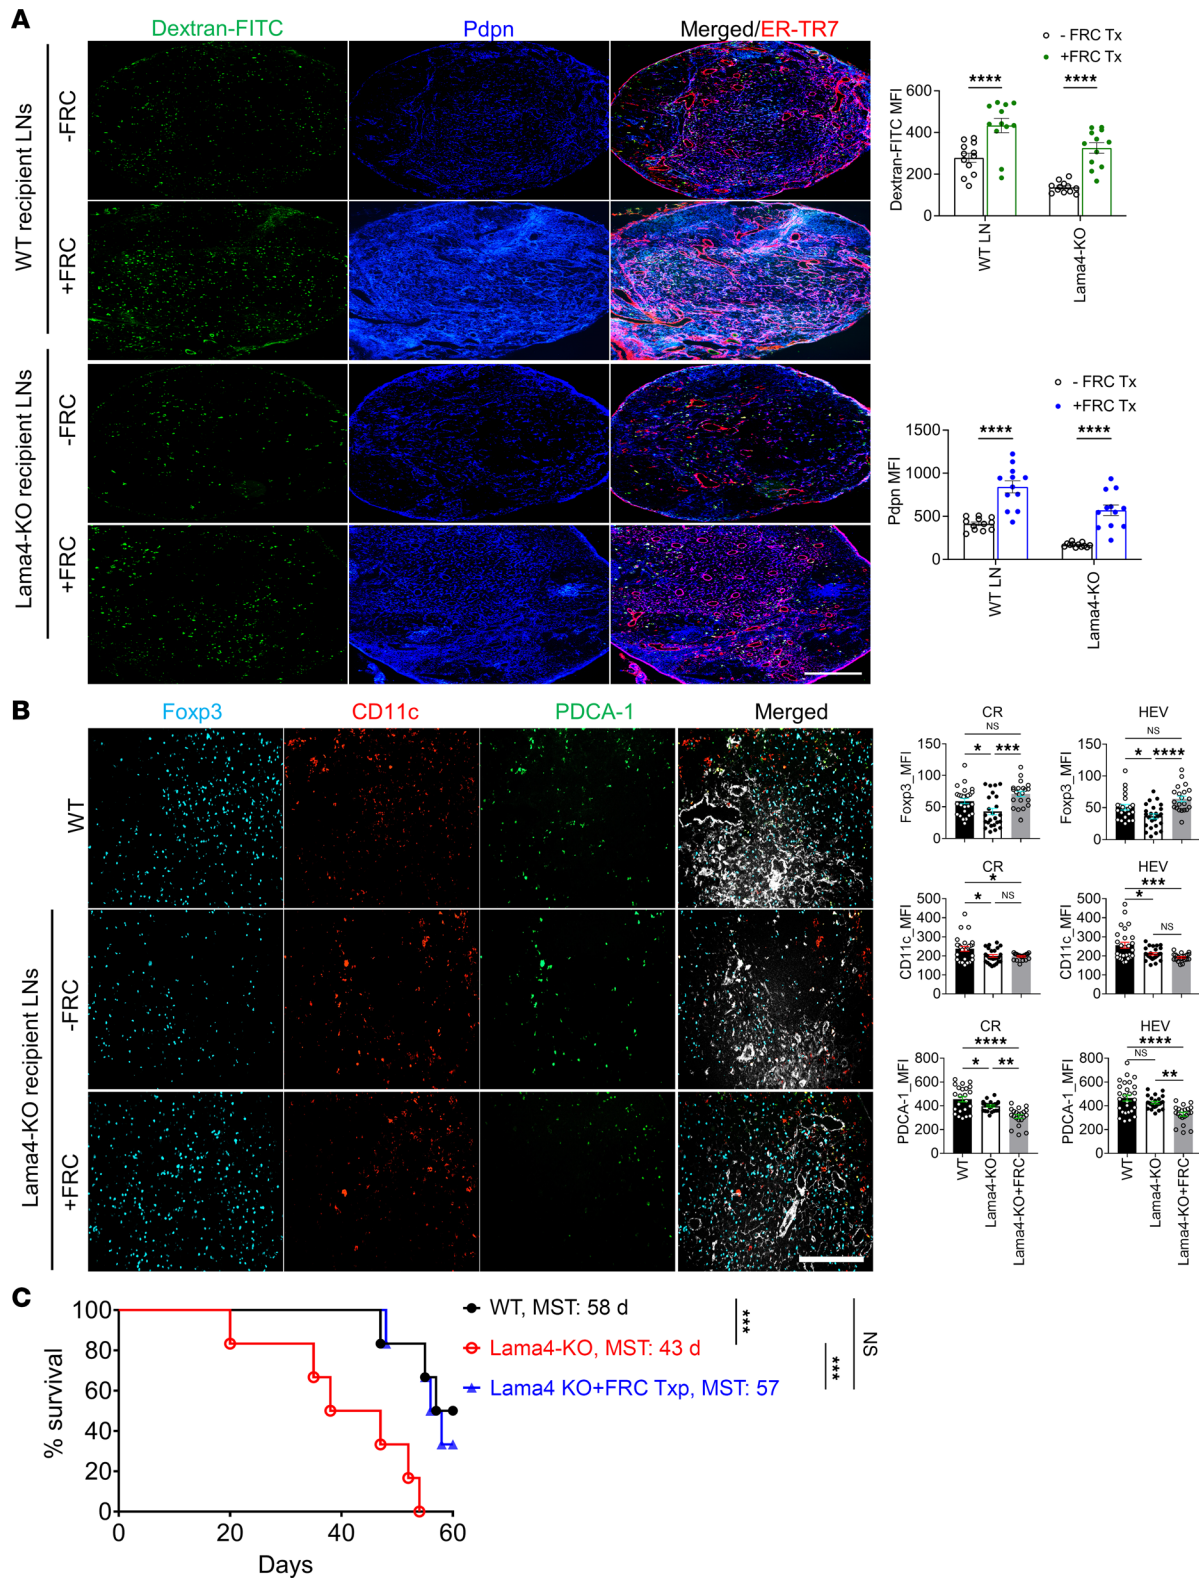 A
Dextran-FITC
Pdpn
Merged/ER-TR7
WT recipient LNs
-FRC
+FRC
Lama4-KO recipient LNs
-FRC
+FRC
- FRC Tx
+FRC Tx
****
****
Dextran-FITC MFI
600
400
200
0
WT LN
Lama4-KO
- FRC Tx
+FRC Tx
****
****
Pdpn MFI
1500
1000
500
0
WT LN
Lama4-KO
B
Foxp3
CD11c
PDCA-1
Merged
WT
Lama4-KO recipient LNs
-FRC
+FRC
CR
NS
* ***
Foxp3_MFI
150
100
50
0
HEV
NS
* ****
Foxp3_MFI
150
100
50
0
CR
*
* NS
CD11c_MFI
500
400
300
200
100
0
HEV
***
*
NS
CD11c_MFI
500
400
300
200
100
0
CR
****
* **
PDCA-1_MFI
800
600
400
200
0
WT
Lama4-KO
Lama4-KO+FRC
HEV
****
NS
**
PDCA-1_MFI
800
600
400
200
0
WT
Lama4-KO
Lama4-KO+FRC
C
% survival
100
80
60
40
20
0
0 20 40 60
Days
WT, MST: 58 d
Lama4-KO, MST: 43 d
Lama4 KO+FRC Txp, MST: 57
***
***
NS